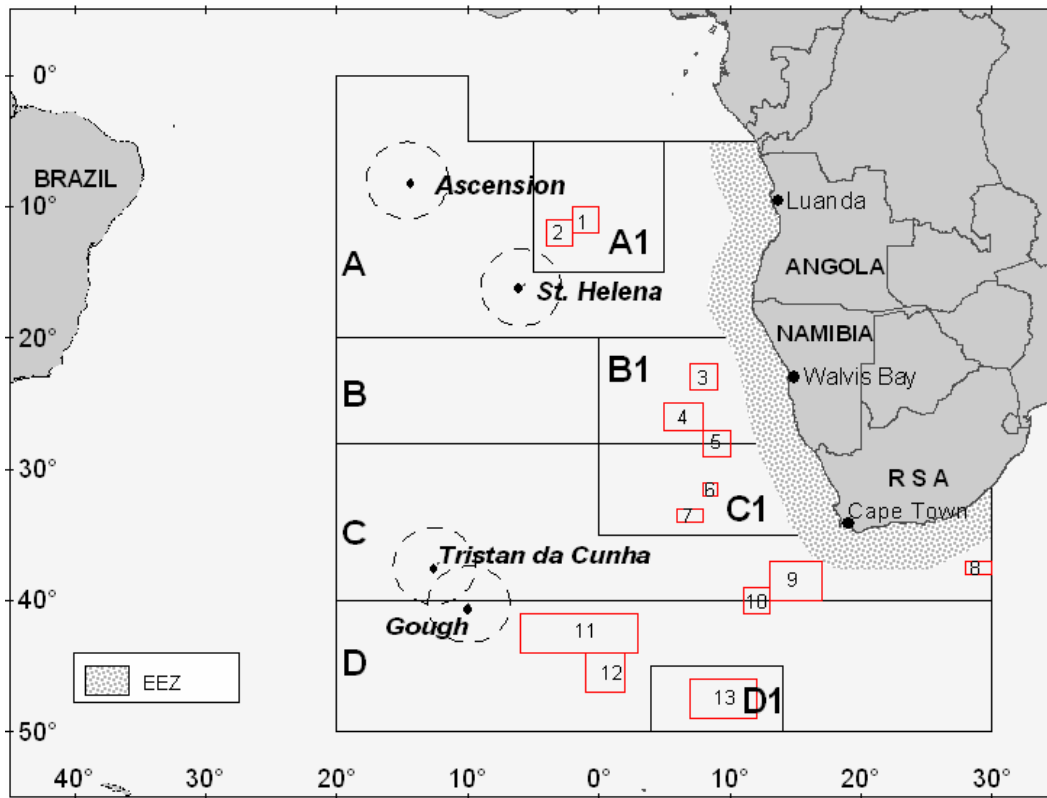 0°
BRAZIL
Ascension
10°
Luanda
1
2
A1
A
ANGOLA
St. Helena
20°
NAMIBIA
B1
3
Walvis Bay
B
4
5
30°
R S A
6
7
C1
Cape Town
C
Tristan da Cunha
8
9
40°
10
Gough
11
D
12
EEZ
13
D1
50°
40°
30°
20°
10°
0°
10°
20°
30°